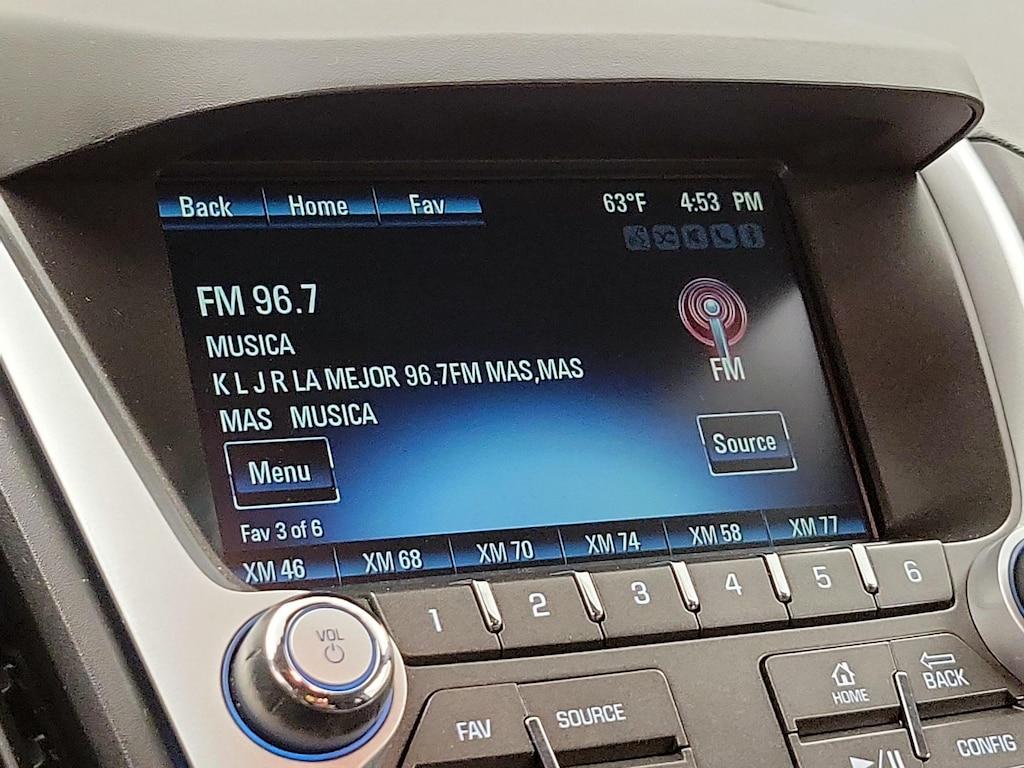 Back Home Fav 63°F 4:53 PM
FM 96.7
MUSICA
K L J R LA MEJOR 96.7FM MAS,MAS
MAS MUSICA
FM
Menu
Source
Fav 3 of 6
XM 46 XM 68 XM 70 XM 74 XM 58 XM 77
1 2 3 4 5 6
VOL
FAV
SOURCE
HOME
BACK
CONFIG